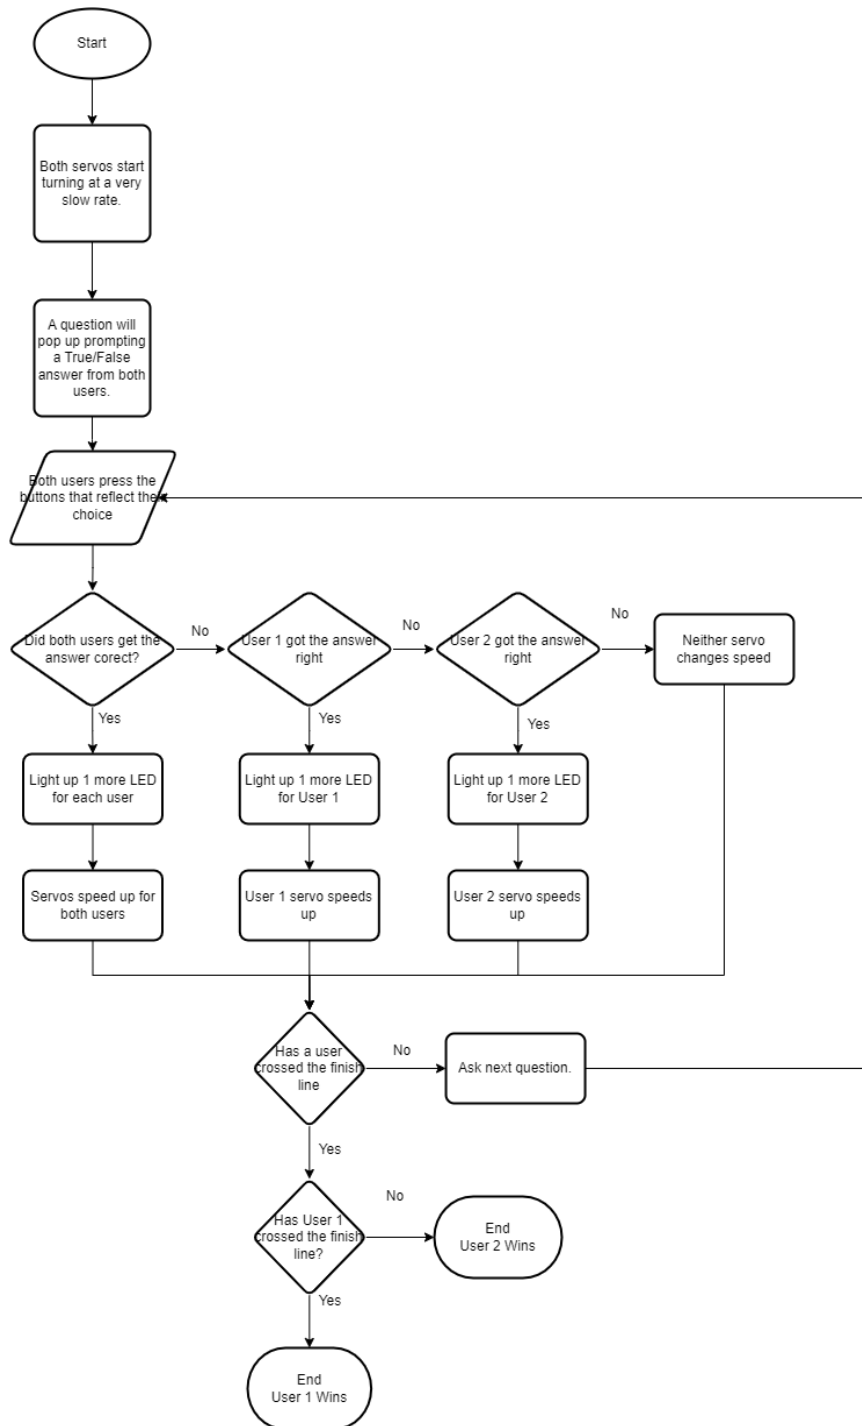 Start
Both servos start
turning at a very
slow rate.
A question will
pop up prompting
a True/False
answer from both
users.
Both users press the
buttons that reflect the
choice
Did both users get the
answer corect?
No
User 1 got the answer
right
No
User 2 got the answer
right
No
Neither servo
changes speed
Yes
Yes
Yes
Light up 1 more LED
for each user
Light up 1 more LED
for User 1
Light up 1 more LED
for User 2
Servos speed up for
both users
User 1 servo speeds
up
User 2 servo speeds
up
Has a user
crossed the finish
line
No
Ask next question.
Yes
Has User 1
crossed the finish
line?
No
End
User 2 Wins
Yes
End
User 1 Wins